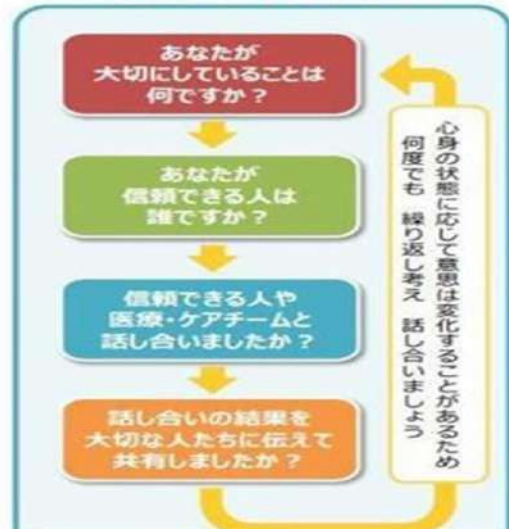 あなたが
大切にしていることは
何ですか？
あなたが
信頼できる人は
誰ですか？
信頼できる人や
医療・ケアチームと
話し合いましたか？
話し合いの結果を
大切な人たちに伝えて
共有しましたか？
心身の状態に応じて意思は変化することがあるため
何度でも 繰り返し考え 話し合いましょう